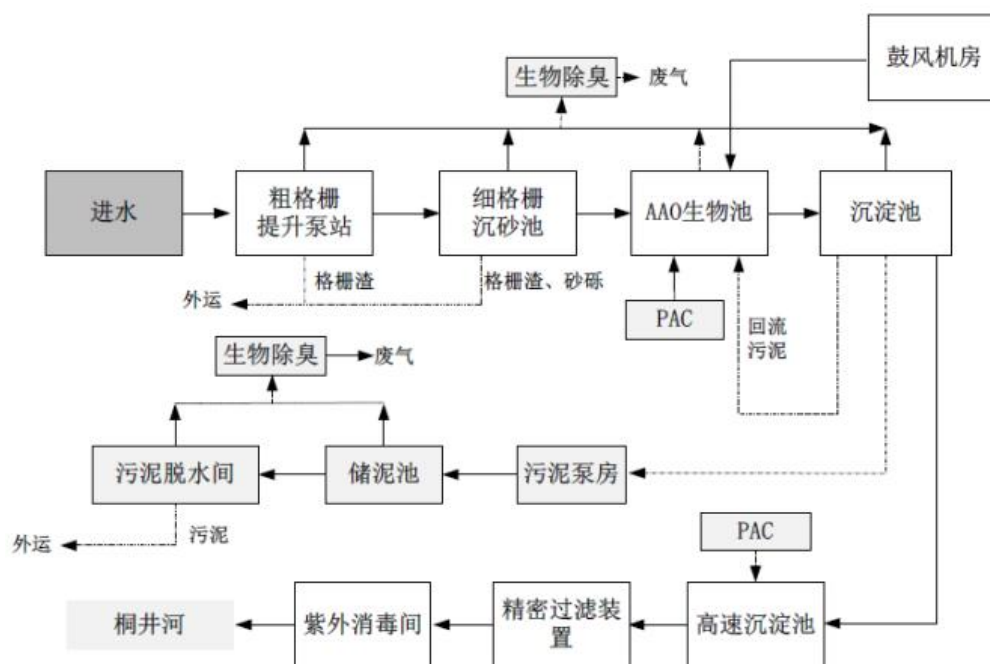 鼓风机房
生物除臭
废气
进水
粗格栅
提升泵站
细格栅
沉砂池
AAO生物池
沉淀池
格栅渣
格栅渣、砂砾
外运
PAC
回流
污泥
生物除臭
废气
污泥脱水间
储泥池
污泥泵房
污泥
外运
PAC
桐井河
紫外消毒间
精密过滤装
置
高速沉淀池